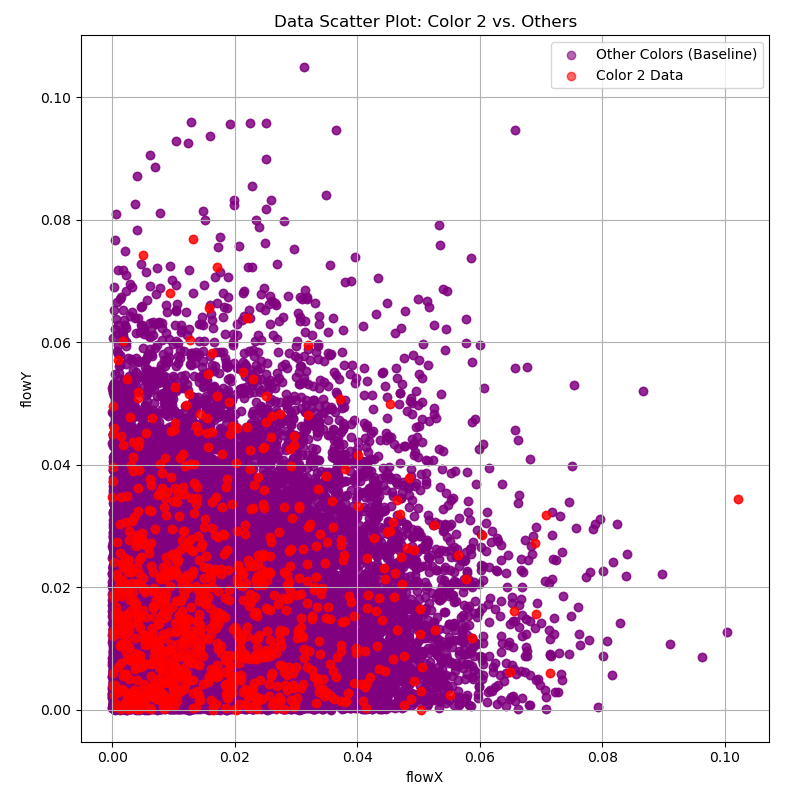 Data Scatter Plot: Color 2 vs. Others
Other Colors (Baseline)
Color 2 Data
flowY
0.10
0.08
0.06
0.04
0.02
0.00
0.00 0.02 0.04 0.06 0.08 0.10
flowX